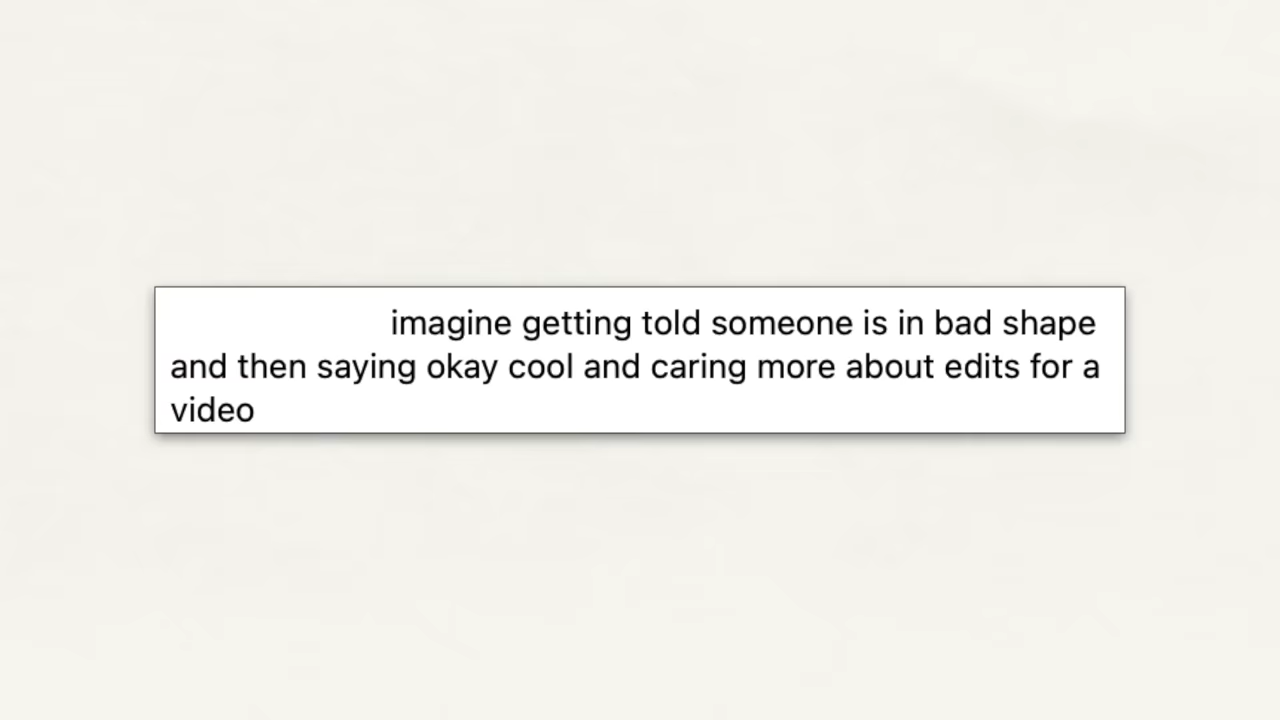 imagine getting told someone is in bad shape
and then saying okay cool and caring more about edits for a
video